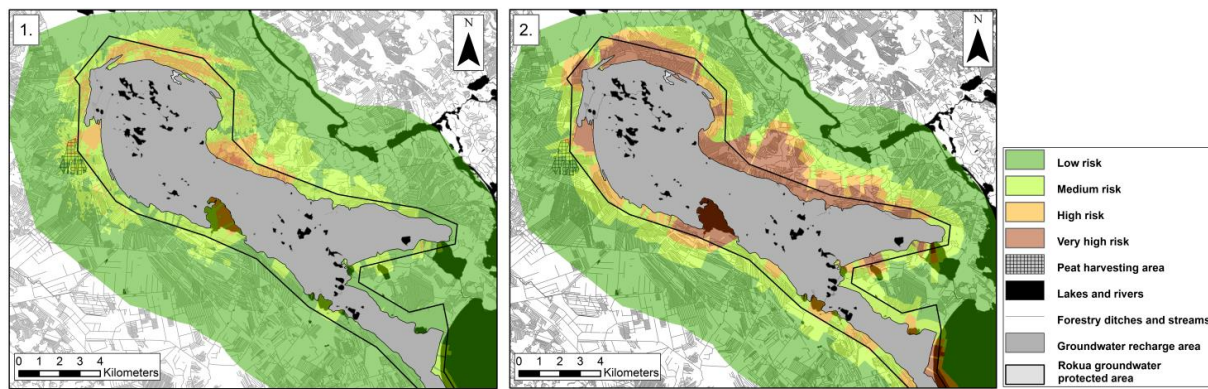 1.
N
0 1 2 3 4
Kilometers
2.
N
0 1 2 3 4
Kilometers
Low risk
Medium risk
High risk
Very high risk
Peat harvesting area
Lakes and rivers
Forestry ditches and streams
Groundwater recharge area
Rokua groundwater
protected area